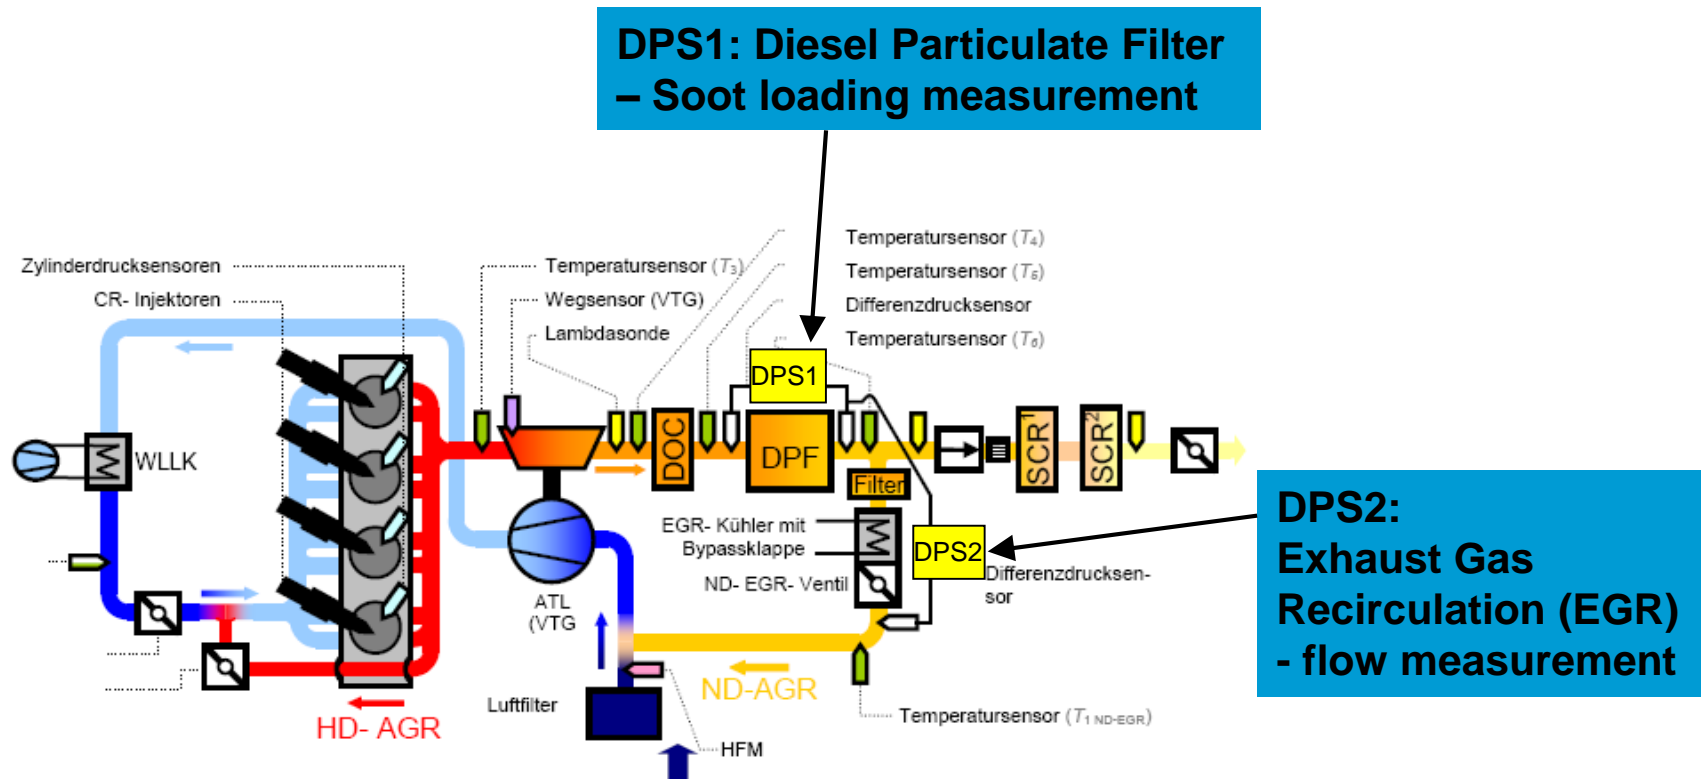 DPS1: Diesel Particulate Filter
– Soot loading measurement
Zylinderdrucksensoren
CR- Injektoren
Temperatursensor (T3)
Wegsensor (VTG)
Lambdasonde
Temperatursensor (T4)
Temperatursensor (T5)
Differenzdrucksensor
Temperatursensor (T6)
DPS1
WLLK
DOC
DPF
SCR1
SCR2
Filter
EGR- Kühler mit
Bypassklappe
ND- EGR- Ventil
DPS2
Differenzdrucksen-
sor
DPS2:
Exhaust Gas
Recirculation (EGR)
- flow measurement
ATL
(VTG
ND-AGR
Luftfilter
HD- AGR
Temperatursensor (T1 ND-EGR)
HFM